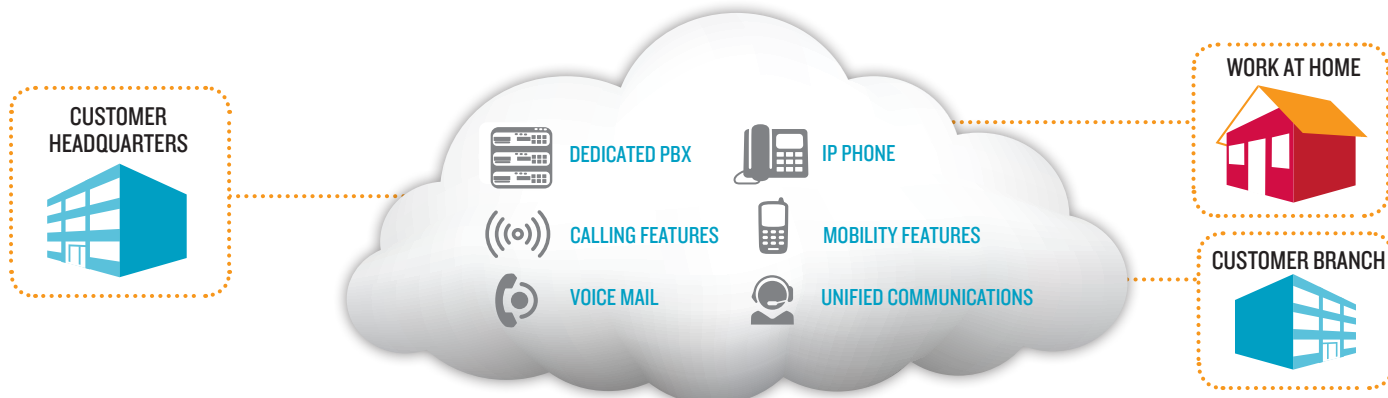 CUSTOMER
HEADQUARTERS
DEDICATED PBX
IP PHONE
CALLING FEATURES
MOBILITY FEATURES
VOICE MAIL
UNIFIED COMMUNICATIONS
WORK AT HOME
CUSTOMER BRANCH